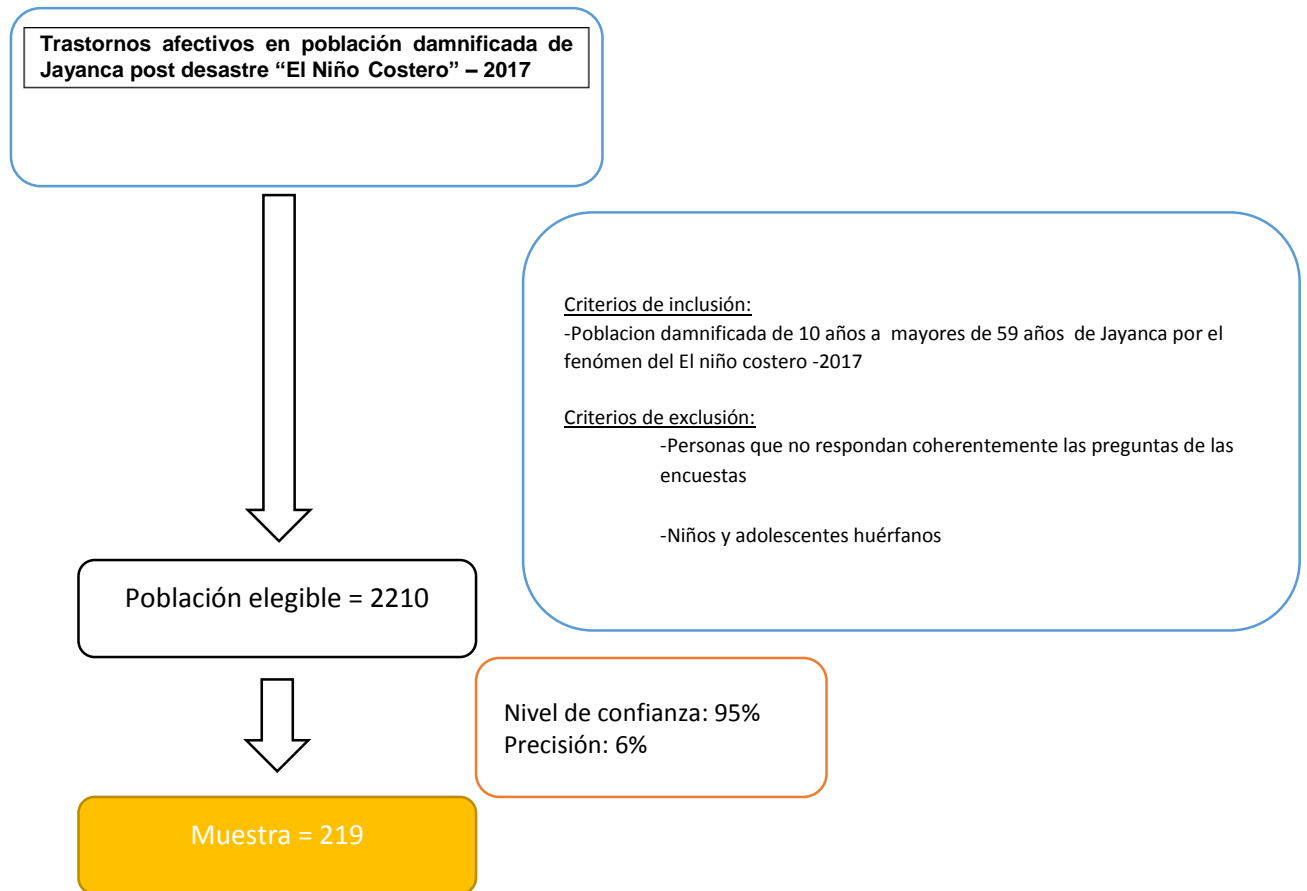 Trastornos afectivos en población damnificada de
Jayanca post desastre “El Niño Costero” – 2017
Criterios de inclusión:
-Poblacion damnificada de 10 años a  mayores de 59 años  de Jayanca por el
fenómen del El niño costero -2017
Criterios de exclusión:
-Personas que no respondan coherentemente las preguntas de las
encuestas
-Niños y adolescentes huérfanos
Población elegible = 2210
Nivel de confianza: 95%
Precisión: 6%
Muestra = 219